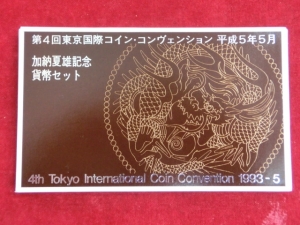 第4回東京国際コイン・コンヴェンション 平成5年5月
加納夏雄記念
貨幣セット
4th Tokyo International Coin Convention 1993-5